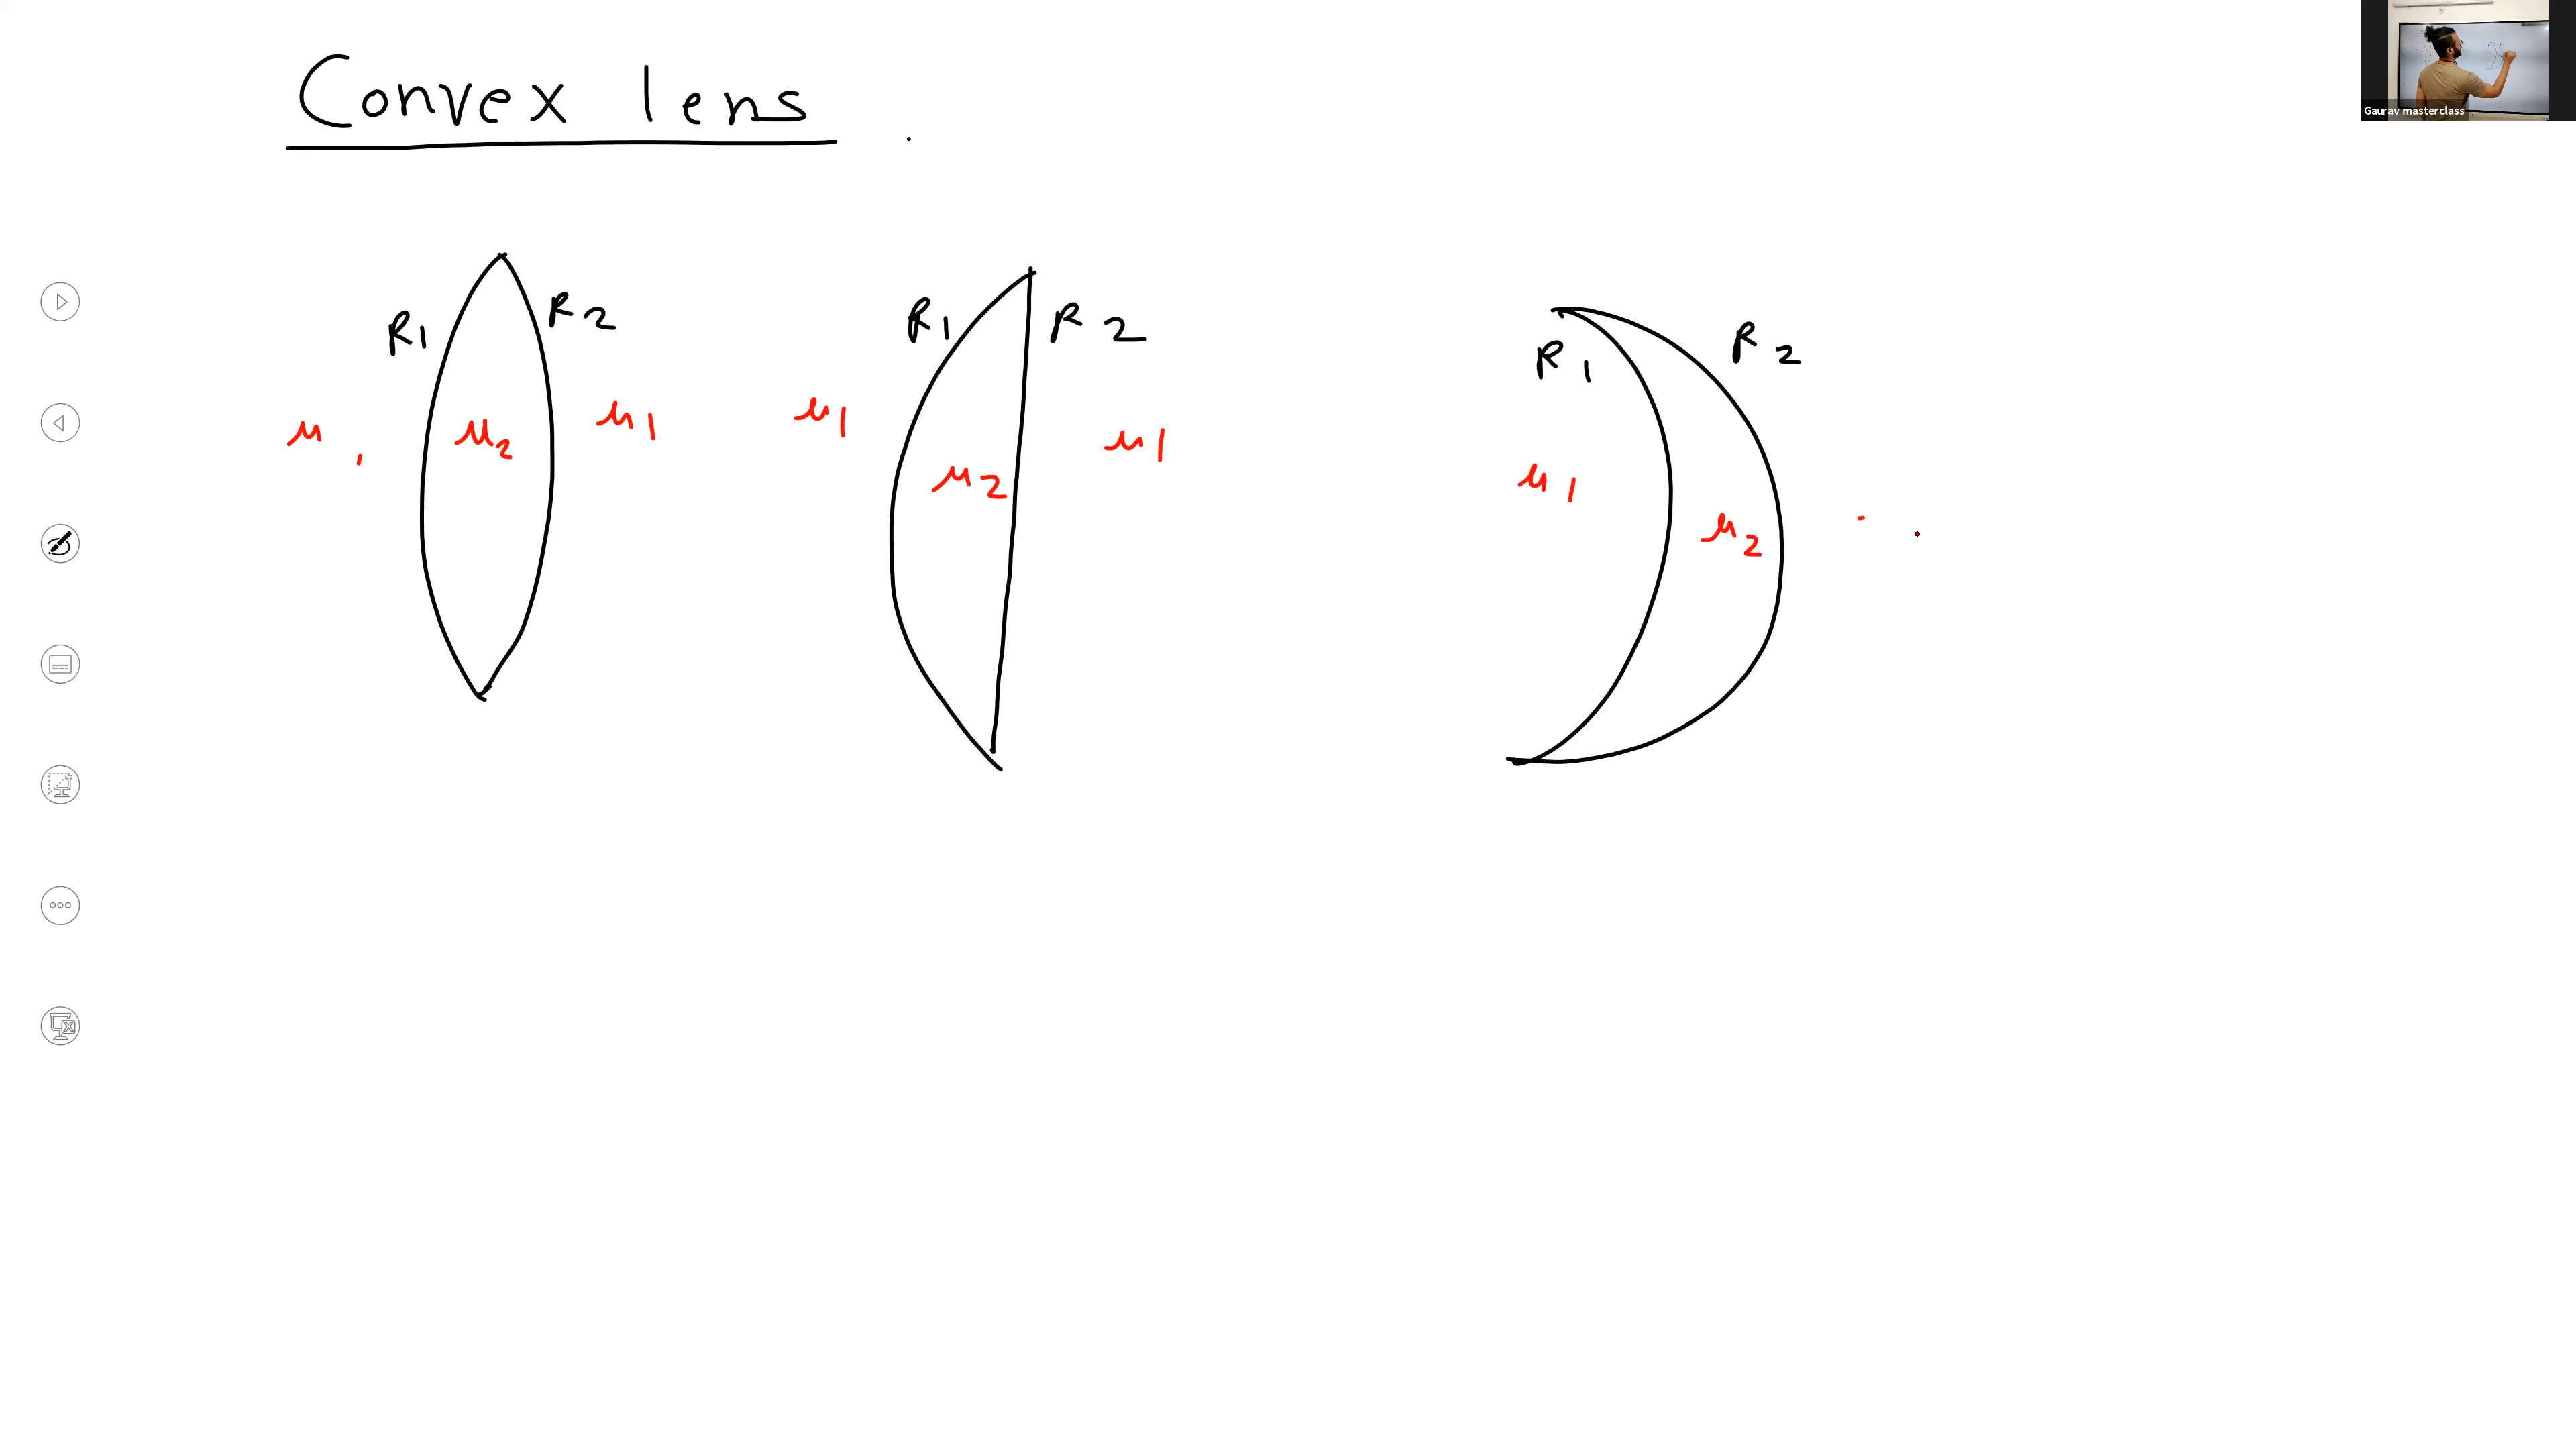 Convex lens
Gaurav masterclass
R1 R2
μ1 μ2 μ1
R1 R2
μ1 μ2 μ1
R1 R2
μ1 μ2